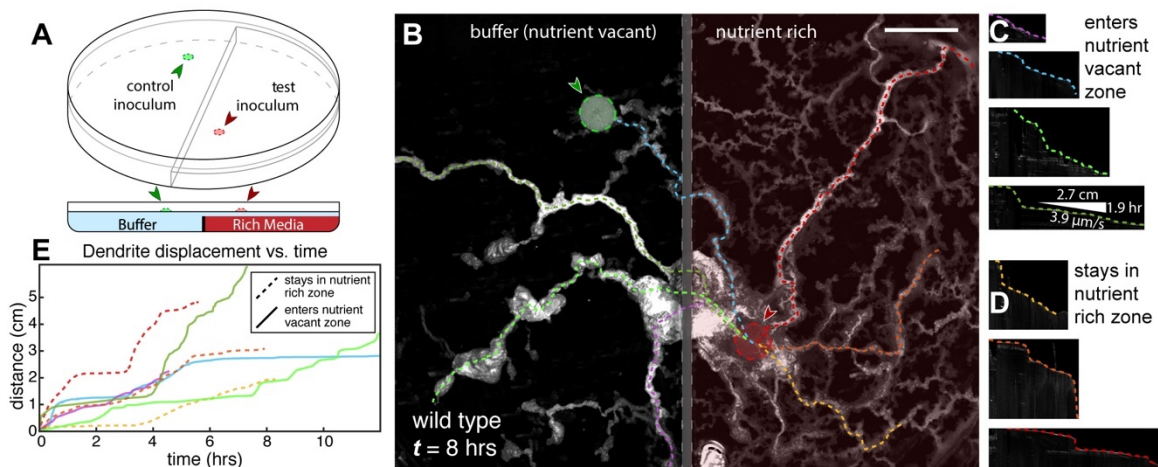 A
control
inoculum
test
inoculum
Buffer
Rich Media
B
buffer (nutrient vacant)
nutrient rich
wild type
t = 8 hrs
C
enters
nutrient
vacant
zone
2.7 cm
1.9 hr
3.9 µm/s
D
stays in
nutrient
rich zone
E
Dendrite displacement vs. time
stays in nutrient
rich zone
enters nutrient
vacant zone
distance (cm)
5
4
3
2
1
0
0
2
4
6
8
10
time (hrs)